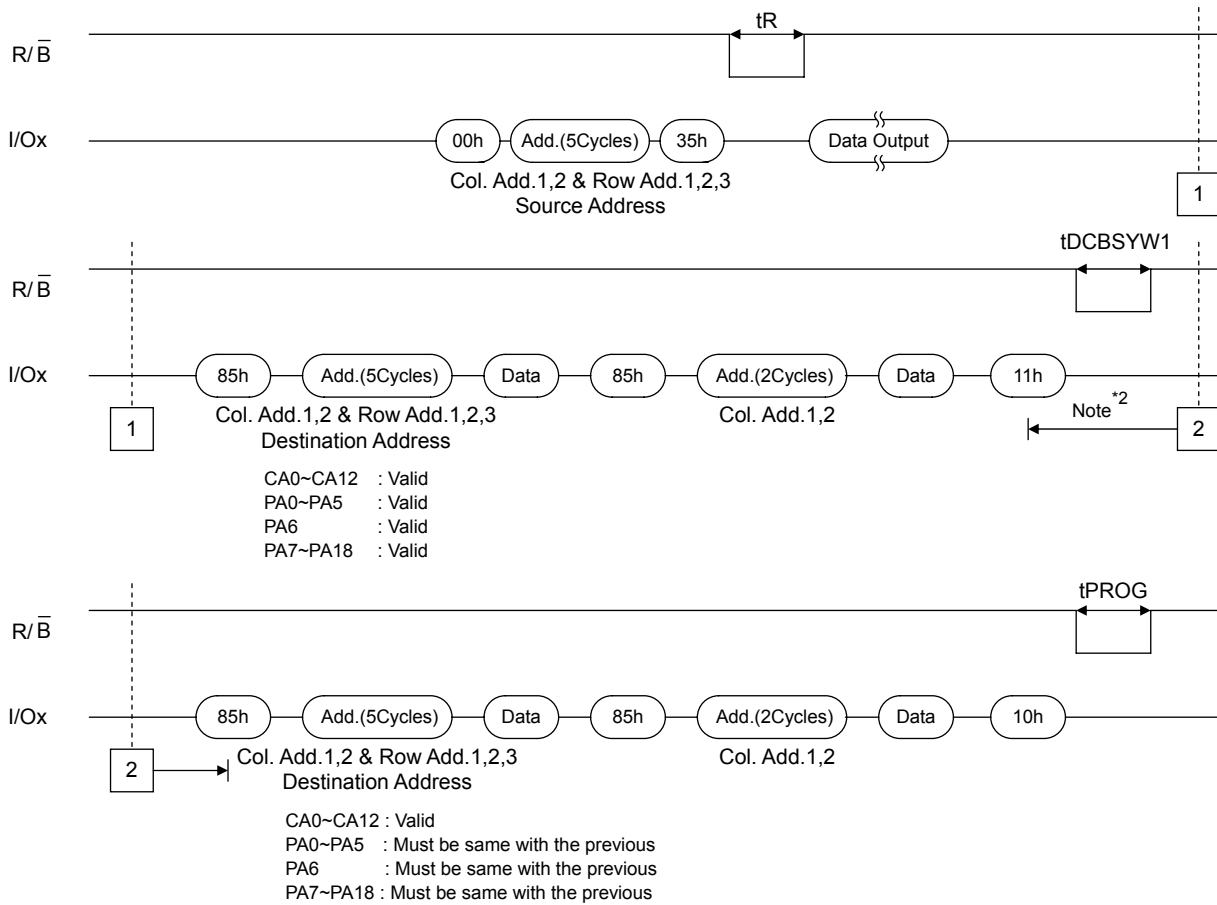 tR
R/B̅
I/Ox
00h Add.(5Cycles) 35h Data Output
Col. Add.1,2 & Row Add.1,2,3
Source Address
1
tDCBSYW1
R/B̅
I/Ox
85h Add.(5Cycles) Data 85h Add.(2Cycles) Data 11h
Col. Add.1,2 & Row Add.1,2,3
Destination Address
Col. Add.1,2
Note*2
1
2
CA0~CA12 : Valid
PA0~PA5 : Valid
PA6 : Valid
PA7~PA18 : Valid
tPROG
R/B̅
I/Ox
85h Add.(5Cycles) Data 85h Add.(2Cycles) Data 10h
Col. Add.1,2 & Row Add.1,2,3
Destination Address
Col. Add.1,2
2
CA0~CA12 : Valid
PA0~PA5 : Must be same with the previous
PA6 : Must be same with the previous
PA7~PA18 : Must be same with the previous